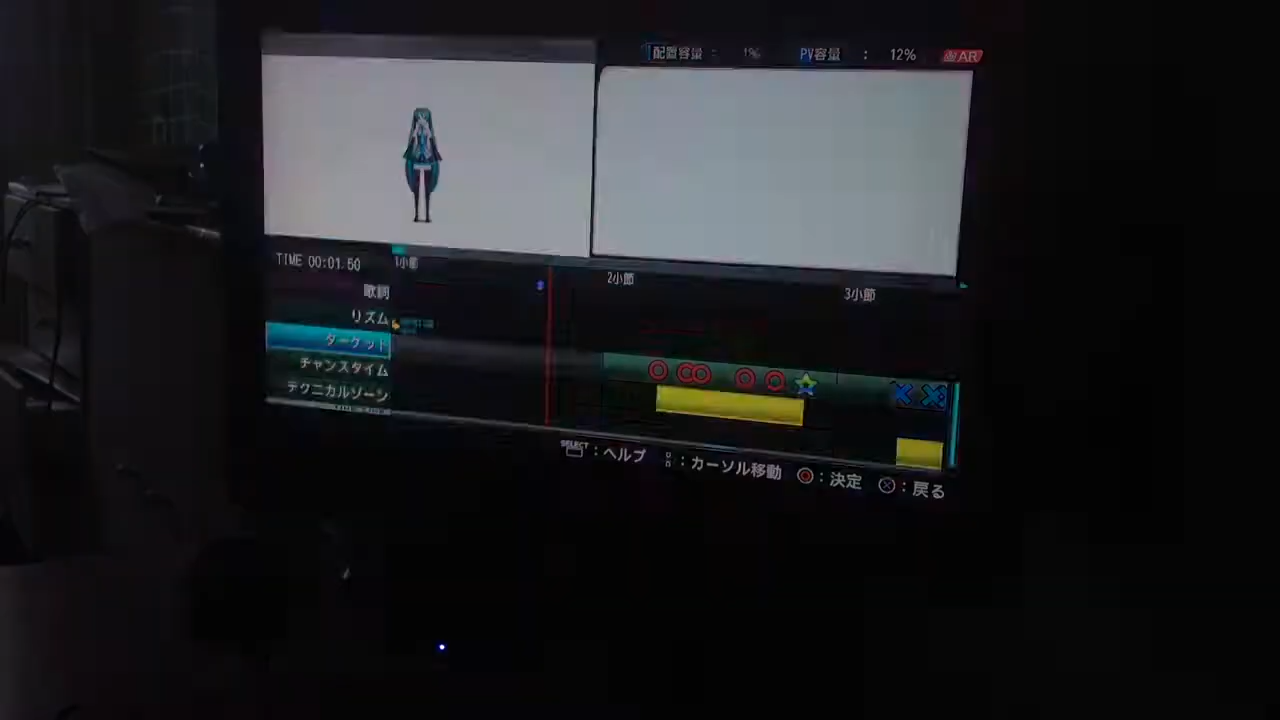 配置容量 : 1% PV容量 : 12% AR
TIME 00:01.50 1小節 2小節 3小節
歌詞
リズム
ターゲット
チャンスタイム
テクニカルゾーン
SELECT :ヘルプ :カーソル移動 :決定 :戻る